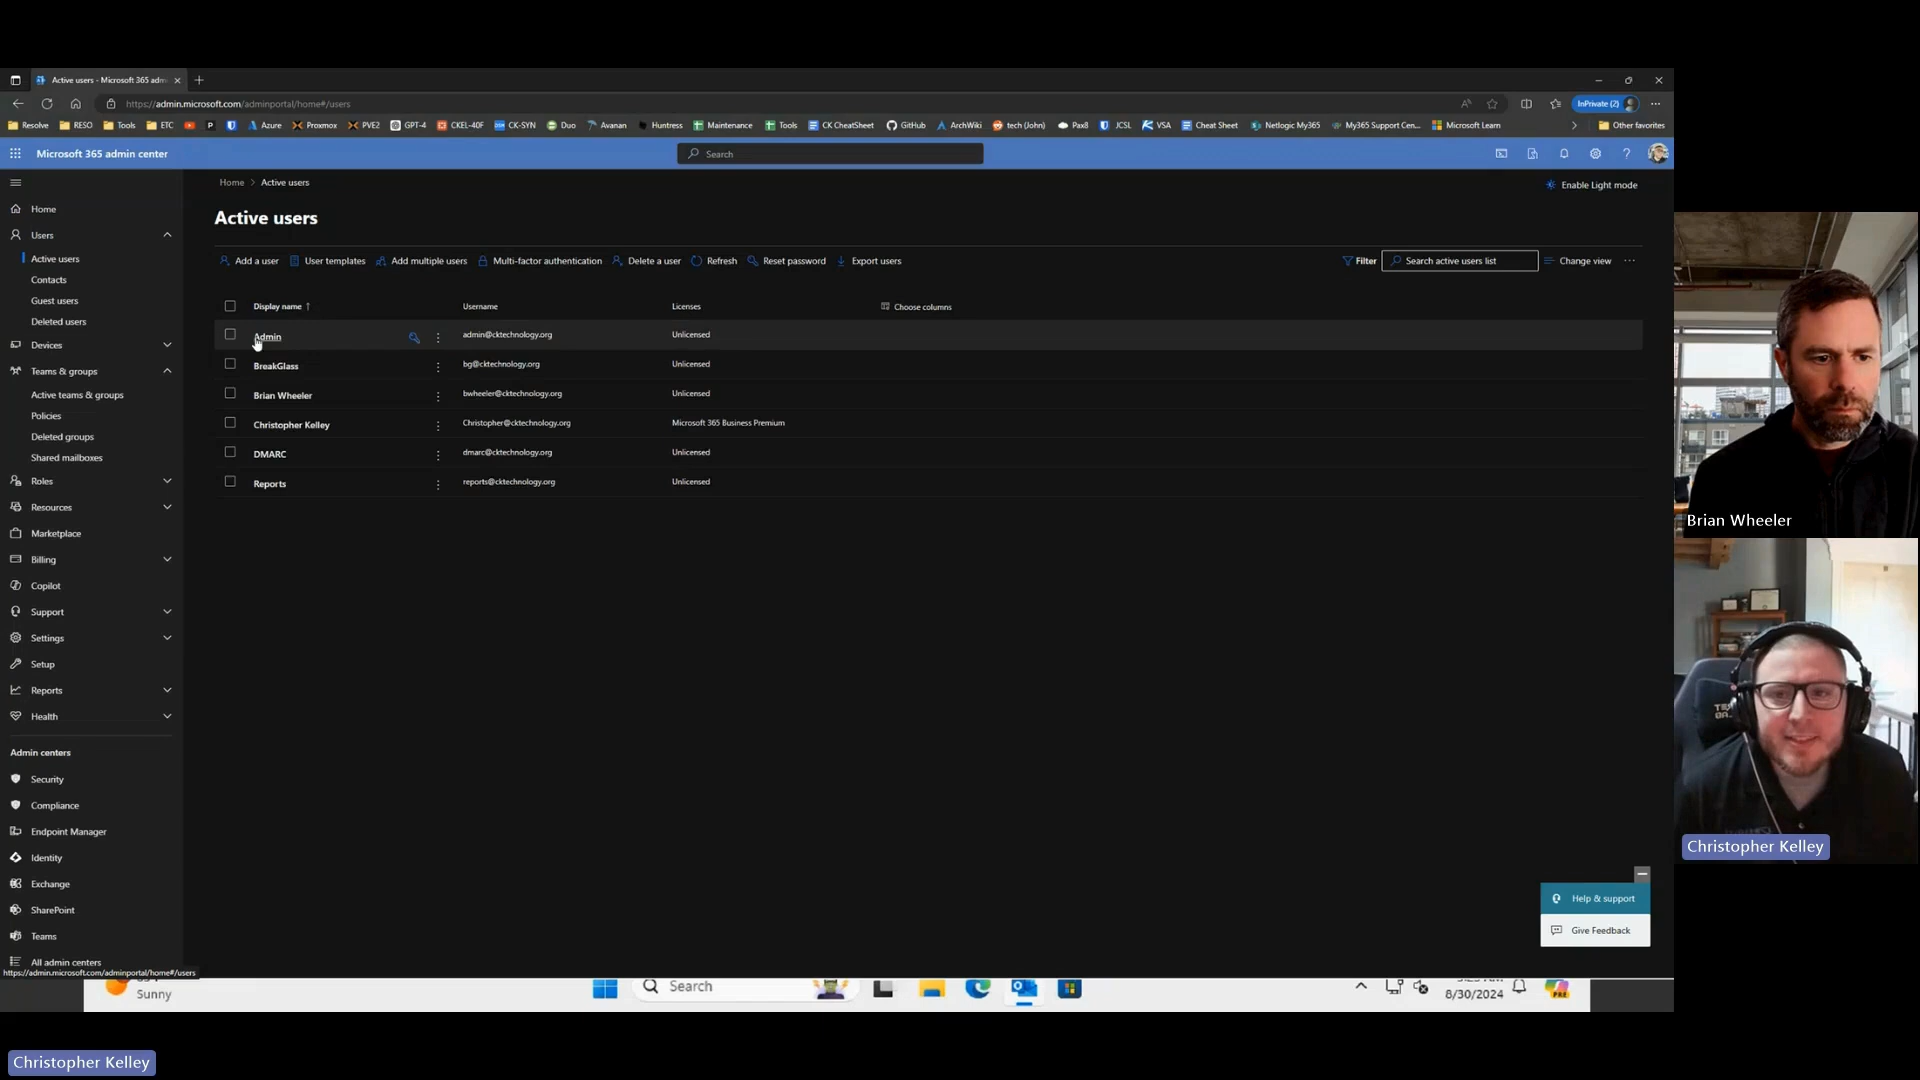 Active users - Microsoft 365 adm
https://admin.microsoft.com/adminportal/home#/users
InPrivate (2)
Resolve RESO Tools ETC P Azure Proxmox PVE2 GPT-4 CKEL-40F CK-SYN Duo Avanan Huntress Maintenance Tools CK CheatSheet GitHub ArchWiki tech (John) Pax8 JCSL VSA Cheat Sheet Netlogic My365 My365 Support Cen... Microsoft Learn Other favorites
Microsoft 365 admin center
Search
Home > Active users
Enable Light mode
Active users
Add a user User templates Add multiple users Multi-factor authentication Delete a user Refresh Reset password Export users
Filter Search active users list Change view
Display name ↑ Username Licenses Choose columns
Admin admin@cktechnology.org Unlicensed
BreakGlass bg@cktechnology.org Unlicensed
Brian Wheeler bwheeler@cktechnology.org Unlicensed
Christopher Kelley Christopher@cktechnology.org Microsoft 365 Business Premium
DMARC dmarc@cktechnology.org Unlicensed
Reports reports@cktechnology.org Unlicensed
Home
Users
Active users
Contacts
Guest users
Deleted users
Devices
Teams & groups
Active teams & groups
Policies
Deleted groups
Shared mailboxes
Roles
Resources
Marketplace
Billing
Copilot
Support
Settings
Setup
Reports
Health
Admin centers
Security
Compliance
Endpoint Manager
Identity
Exchange
SharePoint
Teams
All admin centers
https://admin.microsoft.com/adminportal/home#/users
Help & support
Give Feedback
Sunny
Search
8/30/2024
PRE
Brian Wheeler
Christopher Kelley
Christopher Kelley